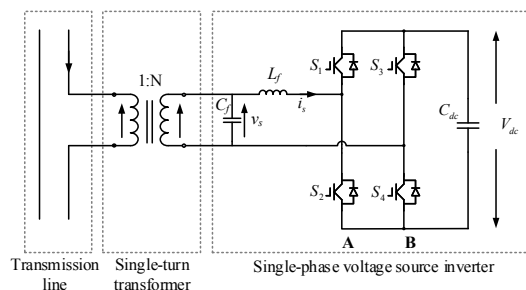 1:N
C_f
v_s
L_f
i_s
S_1
S_3
S_2
S_4
C_dc
V_dc
A B
Transmission line
Single-turn transformer
Single-phase voltage source inverter